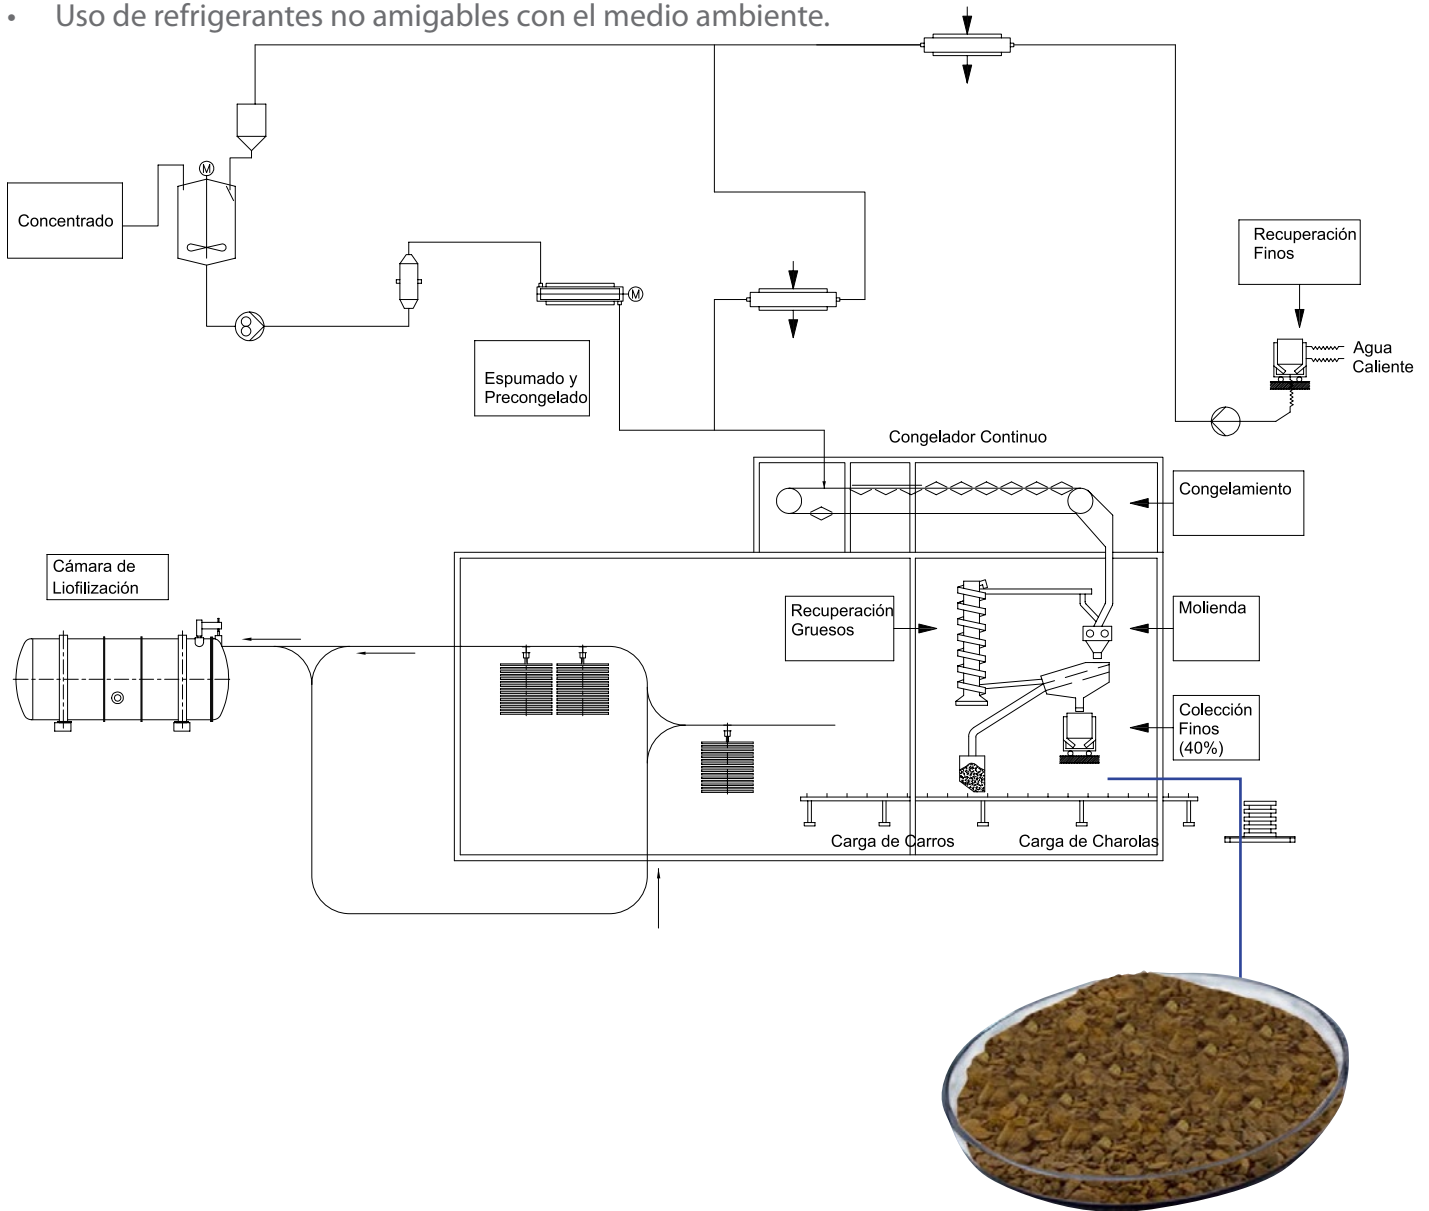 • Uso de refrigerantes no amigables con el medio ambiente.
M
Concentrado
Recuperación
Finos
M
Agua
Caliente
Espumado y
Precongelado
Congelador Continuo
Congelamiento
Cámara de
Liofilización
Recuperación
Gruesos
Molienda
Colección
Finos
(40%)
Carga de Carros
Carga de Charolas